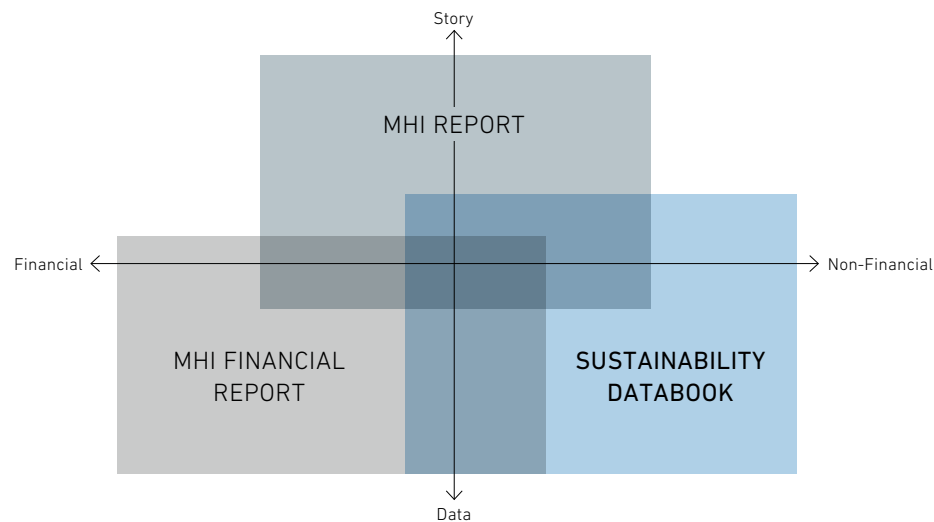 Story
MHI REPORT
Financial
Non-Financial
MHI FINANCIAL
REPORT
SUSTAINABILITY
DATABOOK
Data